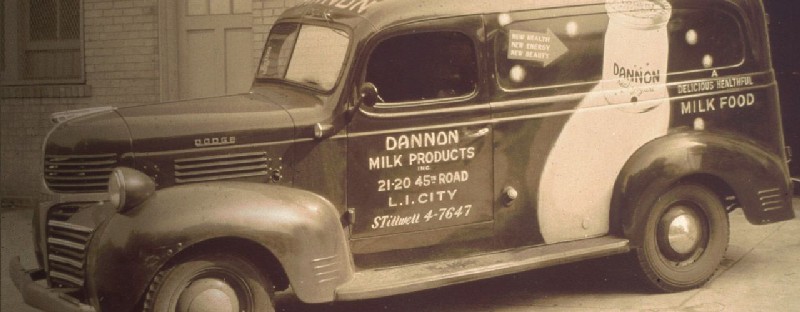 DODGE
DANNON
MILK PRODUCTS
INC.
21-20 45TH ROAD
L.I. CITY
STillwell 4-7647
NEW HEALTH
NEW ENERGY
NEW BEAUTY
DANNON
A
DELICIOUS HEALTHFUL
MILK FOOD